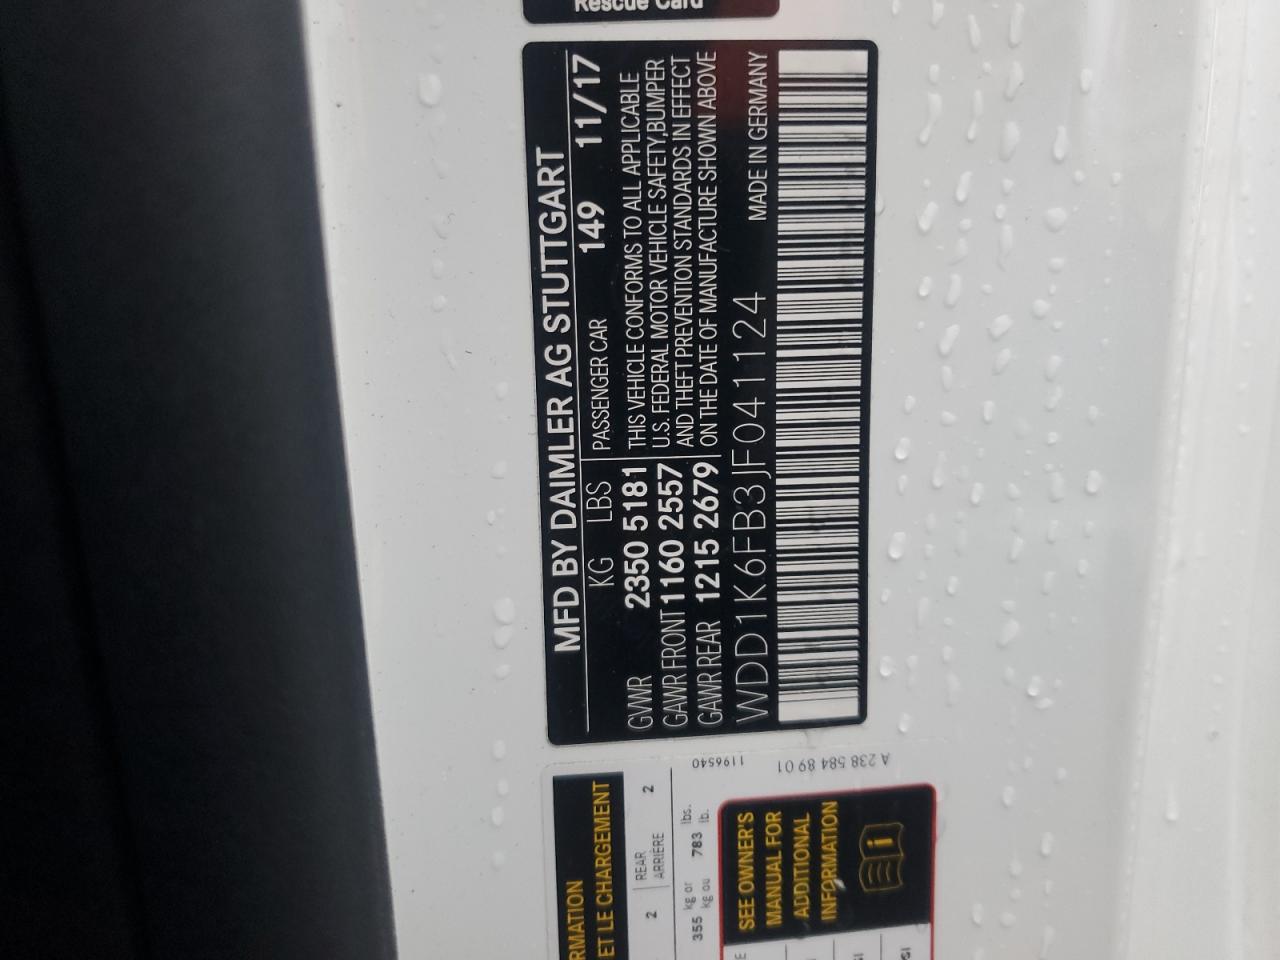 Rescue Card
MFD BY DAIMLER AG STUTTGART
KG LBS PASSENGER CAR 149 11/17
GVWR 2350 5181
GAWR FRONT 1160 2557
GAWR REAR 1215 2679
THIS VEHICLE CONFORMS TO ALL APPLICABLE
U.S. FEDERAL MOTOR VEHICLE SAFETY,BUMPER
AND THEFT PREVENTION STANDARDS IN EFFECT
ON THE DATE OF MANUFACTURE SHOWN ABOVE
WDD1K6FB3JF041124 MADE IN GERMANY
1196540
A 238 584 89 01
RMATION
ET LE CHARGEMENT
2 REAR 2
ARRIÈRE
355 kg or 783 lbs.
kg ou lb.
SEE OWNER'S
MANUAL FOR
ADDITIONAL
INFORMATION